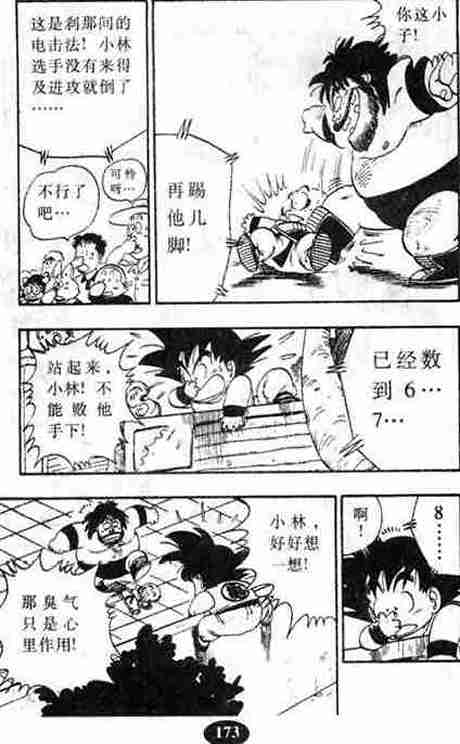 你这小
子!
再踢
他几
脚!
这是刹那间的
电击法!小林
选手没有来得
及进攻就倒了
……
可怜
呀…
不行了
吧…
已经数
到 6…
7…
站起来,
小林!不
能败他
手下!
8……
啊!
小林,
好好想
一想!
那臭气
只是心
里作用!
173